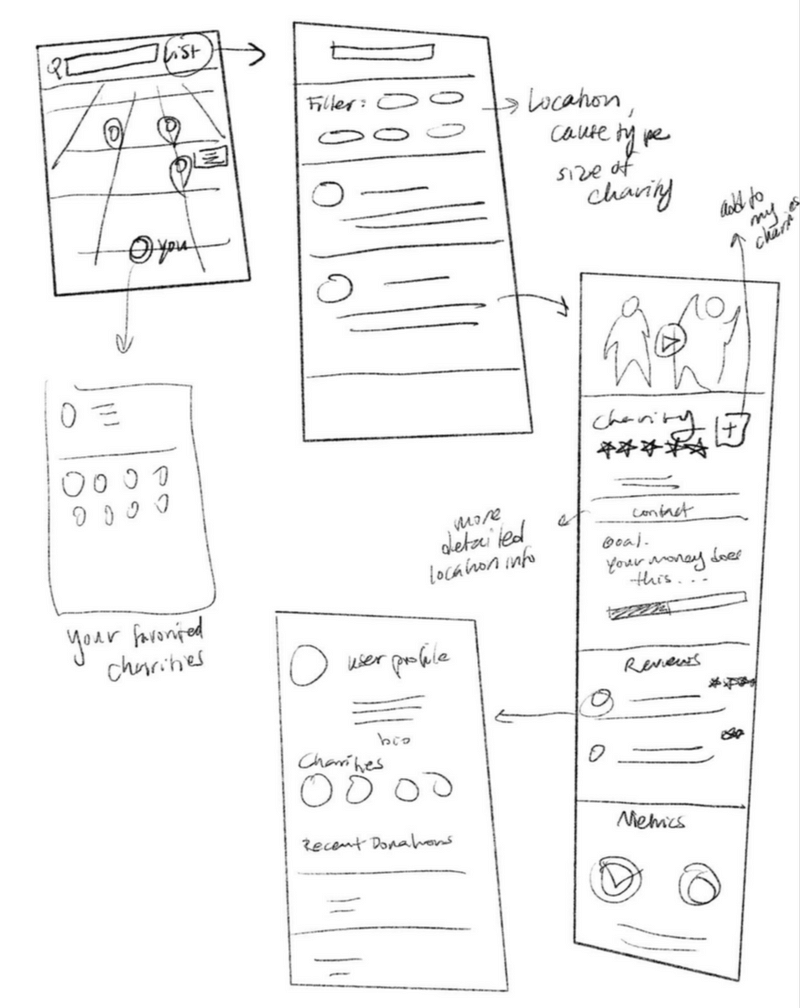 List
you
Filter:
Location,
cause type
size of
charity
add to
my
charities
Charity
contact
Goal.
Your money does
this...
more
detailed
location info
Your favorited
charities
Reviews
user profile
bio
Charities
Recent Donations
Metrics